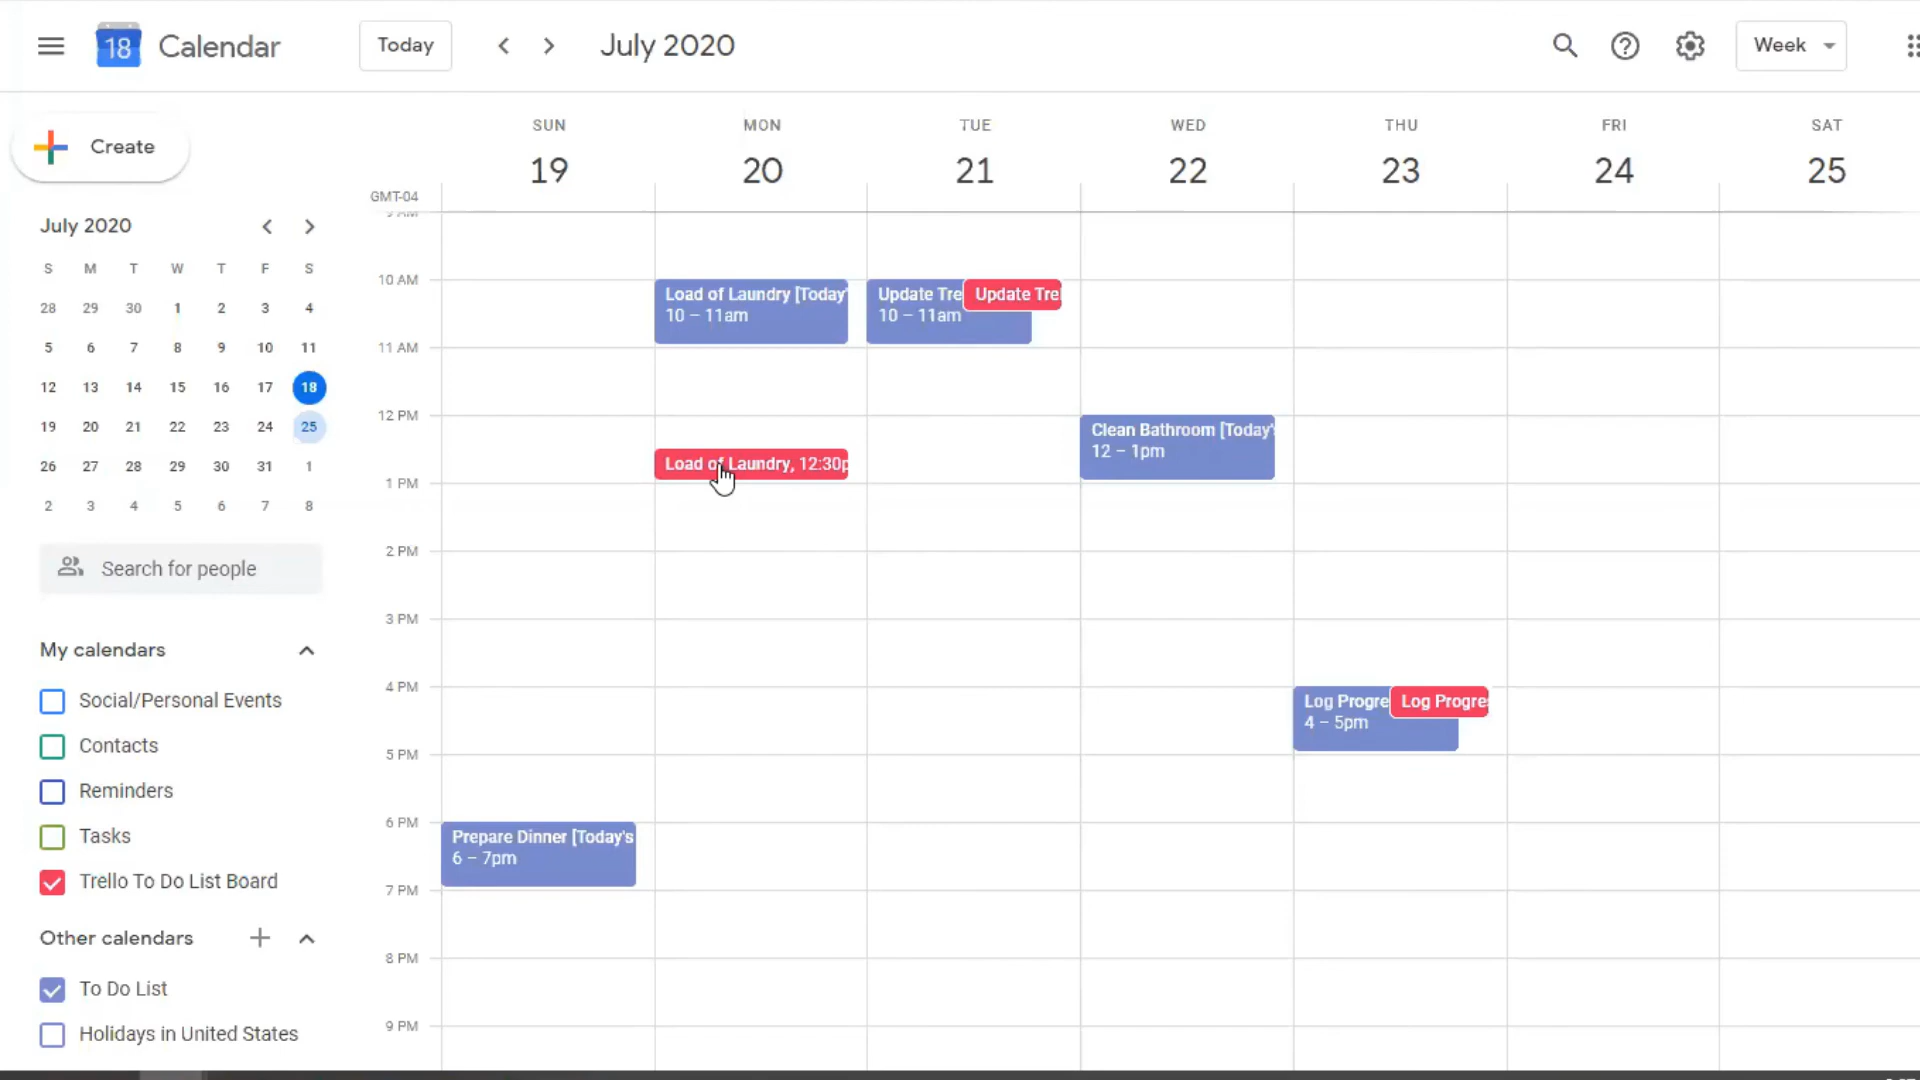 18 Calendar Today July 2020 Week
Create
July 2020
S M T W T F S
28 29 30 1 2 3 4
5 6 7 8 9 10 11
12 13 14 15 16 17 18
19 20 21 22 23 24 25
26 27 28 29 30 31 1
2 3 4 5 6 7 8
Search for people
My calendars
Social/Personal Events
Contacts
Reminders
Tasks
Trello To Do List Board
Other calendars
To Do List
Holidays in United States
SUN MON TUE WED THU FRI SAT
19 20 21 22 23 24 25
GMT-04
10 AM
Load of Laundry [Today'
10 – 11am
Update Tre
10 – 11am
Update Trel
11 AM
12 PM
Clean Bathroom [Today's
12 – 1pm
Load of Laundry, 12:30p
1 PM
2 PM
3 PM
4 PM
Log Progre
4 – 5pm
Log Progres
5 PM
6 PM
Prepare Dinner [Today's
6 – 7pm
7 PM
8 PM
9 PM